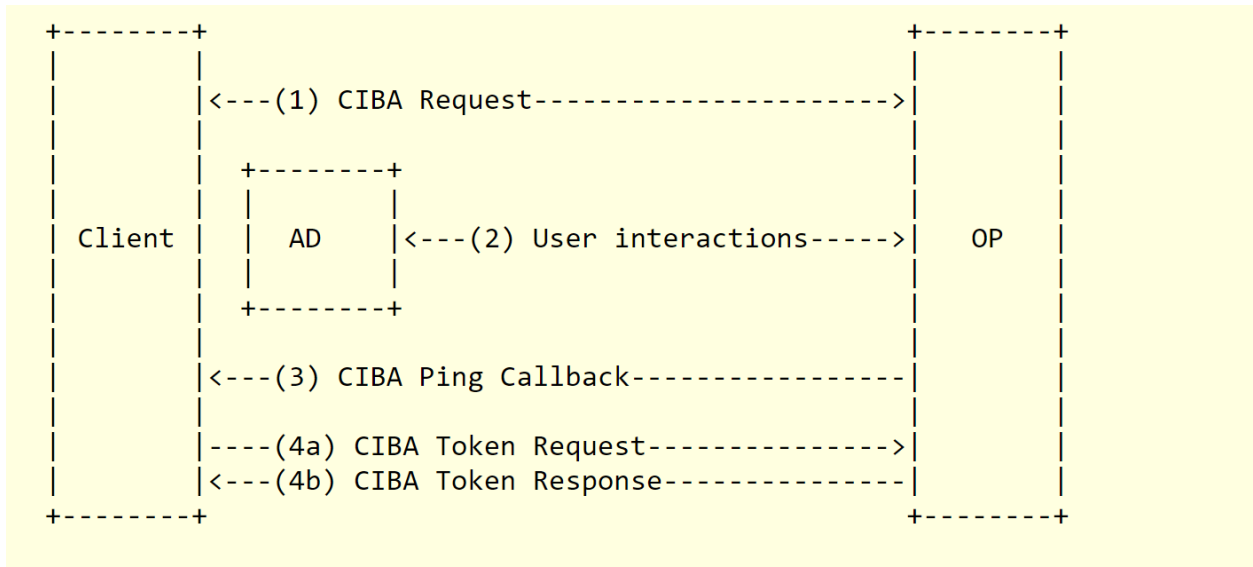 +--------+ +--------+
| | | |
| |<---(1) CIBA Request---------------------->| |
| | | |
| | +--------+ | |
| | | | | |
| Client | | AD |<---(2) User interactions----->| OP |
| | | | | |
| | +--------+ | |
| | | |
| |<---(3) CIBA Ping Callback-----------------| |
| | | |
| |----(4a) CIBA Token Request--------------->| |
| |<---(4b) CIBA Token Response---------------| |
+--------+ +--------+